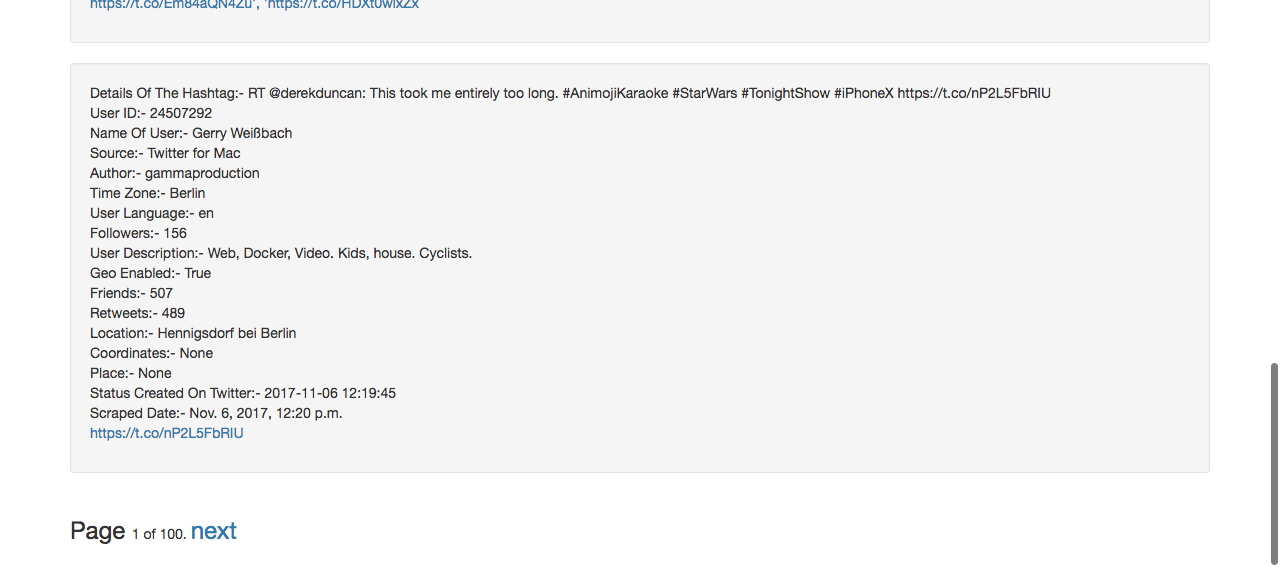 https://t.co/Em84aQN4Zu', 'https://t.co/HDXt0wlxZx
Details Of The Hashtag:- RT @derekduncan: This took me entirely too long. #AnimojiKaraoke #StarWars #TonightShow #iPhoneX https://t.co/nP2L5FbRIU
User ID:- 24507292
Name Of User:- Gerry Weißbach
Source:- Twitter for Mac
Author:- gammaproduction
Time Zone:- Berlin
User Language:- en
Followers:- 156
User Description:- Web, Docker, Video. Kids, house. Cyclists.
Geo Enabled:- True
Friends:- 507
Retweets:- 489
Location:- Hennigsdorf bei Berlin
Coordinates:- None
Place:- None
Status Created On Twitter:- 2017-11-06 12:19:45
Scraped Date:- Nov. 6, 2017, 12:20 p.m.
https://t.co/nP2L5FbRIU
Page 1 of 100. next